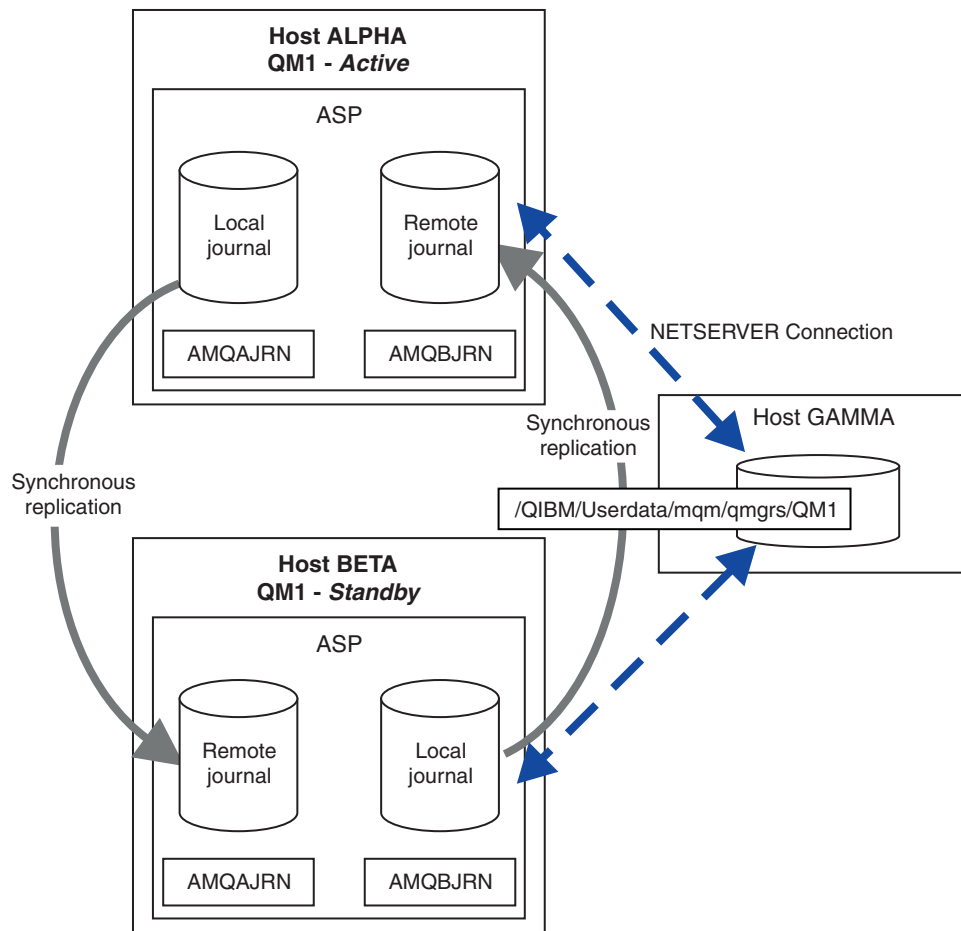 Host ALPHA
QM1 - Active
ASP
Local
journal
Remote
journal
AMQAJRN
AMQBJRN
NETSERVER Connection
Host GAMMA
/QIBM/Userdata/mqm/qmgrs/QM1
Synchronous
replication
Synchronous
replication
Host BETA
QM1 - Standby
ASP
Remote
journal
Local
journal
AMQAJRN
AMQBJRN